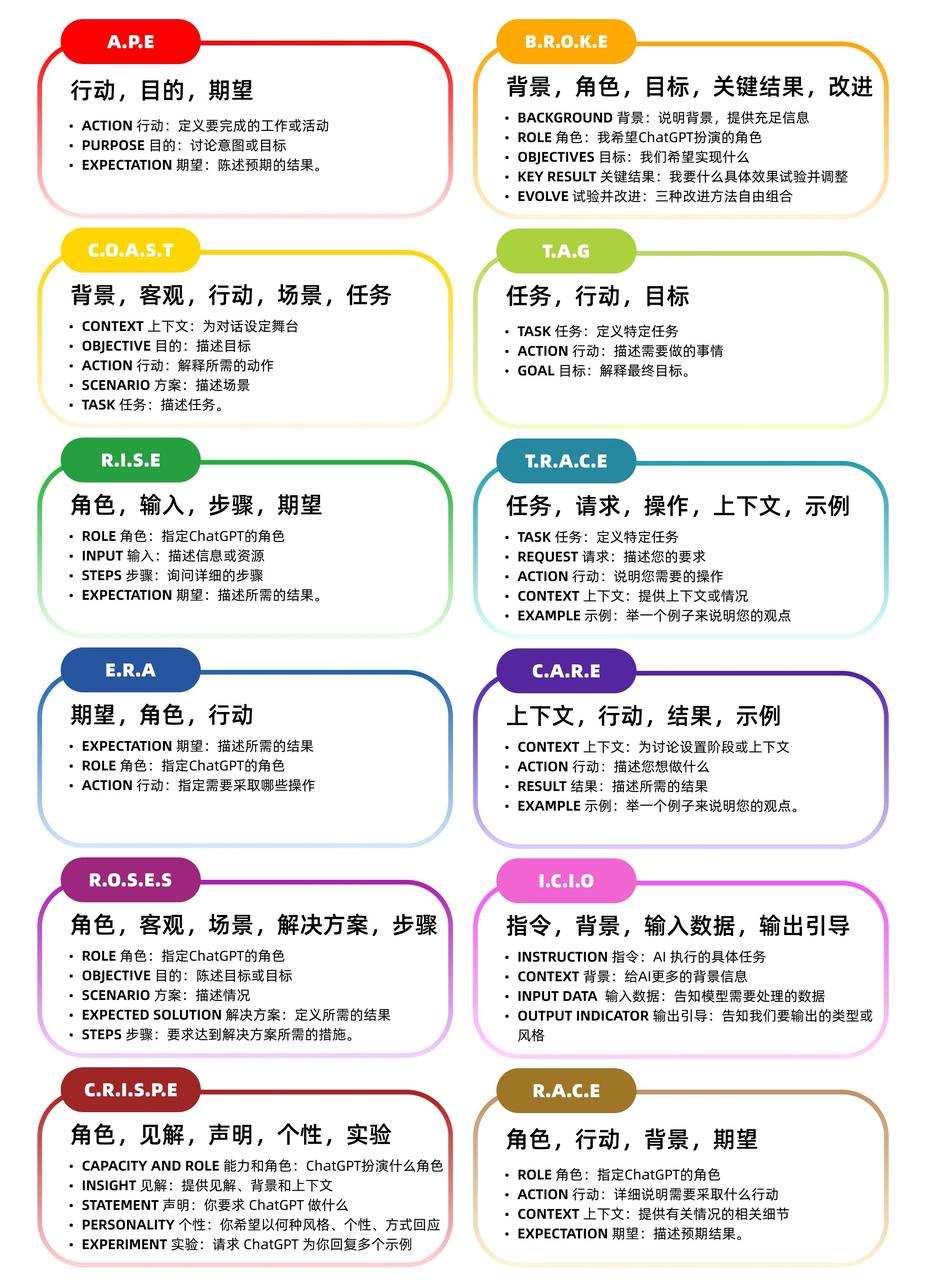 A.P.E
行动，目的，期望
• ACTION 行动：定义要完成的工作或活动
• PURPOSE 目的：讨论意图或目标
• EXPECTATION 期望：陈述预期的结果。
B.R.O.K.E
背景，角色，目标，关键结果，改进
• BACKGROUND 背景：说明背景，提供充足信息
• ROLE 角色：我希望ChatGPT扮演的角色
• OBJECTIVES 目标：我们希望实现什么
• KEY RESULT 关键结果：我要什么具体效果试验并调整
• EVOLVE 试验并改进：三种改进方法自由组合
C.O.A.S.T
背景，客观，行动，场景，任务
• CONTEXT 上下文：为对话设定舞台
• OBJECTIVE 目的：描述目标
• ACTION 行动：解释所需的动作
• SCENARIO 方案：描述场景
• TASK 任务：描述任务。
T.A.G
任务，行动，目标
• TASK 任务：定义特定任务
• ACTION 行动：描述需要做的事情
• GOAL 目标：解释最终目标。
R.I.S.E
角色，输入，步骤，期望
• ROLE 角色：指定ChatGPT的角色
• INPUT 输入：描述信息或资源
• STEPS 步骤：询问详细的步骤
• EXPECTATION 期望：描述所需的结果。
T.R.A.C.E
任务，请求，操作，上下文，示例
• TASK 任务：定义特定任务
• REQUEST 请求：描述您的要求
• ACTION 行动：说明您需要的操作
• CONTEXT 上下文：提供上下文或情况
• EXAMPLE 示例：举一个例子来说明您的观点
E.R.A
期望，角色，行动
• EXPECTATION 期望：描述所需的结果
• ROLE 角色：指定ChatGPT的角色
• ACTION 行动：指定需要采取哪些操作
C.A.R.E
上下文，行动，结果，示例
• CONTEXT 上下文：为讨论设置阶段或上下文
• ACTION 行动：描述您想做什么
• RESULT 结果：描述所需的结果
• EXAMPLE 示例：举一个例子来说明您的观点。
R.O.S.E.S
角色，客观，场景，解决方案，步骤
• ROLE 角色：指定ChatGPT的角色
• OBJECTIVE 目的：陈述目标或目标
• SCENARIO 方案：描述情况
• EXPECTED SOLUTION 解决方案：定义所需的结果
• STEPS 步骤：要求达到解决方案所需的措施。
I.C.I.O
指令，背景，输入数据，输出引导
• INSTRUCTION 指令：AI 执行的具体任务
• CONTEXT 背景：给AI更多的背景信息
• INPUT DATA 输入数据：告知模型需要处理的数据
• OUTPUT INDICATOR 输出引导：告知我们要输出的类型或
风格
C.R.I.S.P.E
角色，见解，声明，个性，实验
• CAPACITY AND ROLE 能力和角色：ChatGPT扮演什么角色
• INSIGHT 见解：提供见解、背景和上下文
• STATEMENT 声明：你要求 ChatGPT 做什么
• PERSONALITY 个性：你希望以何种风格、个性、方式回应
• EXPERIMENT 实验：请求 ChatGPT 为你回复多个示例
R.A.C.E
角色，行动，背景，期望
• ROLE 角色：指定ChatGPT的角色
• ACTION 行动：详细说明需要采取什么行动
• CONTEXT 上下文：提供有关情况的相关细节
• EXPECTATION 期望：描述预期结果。